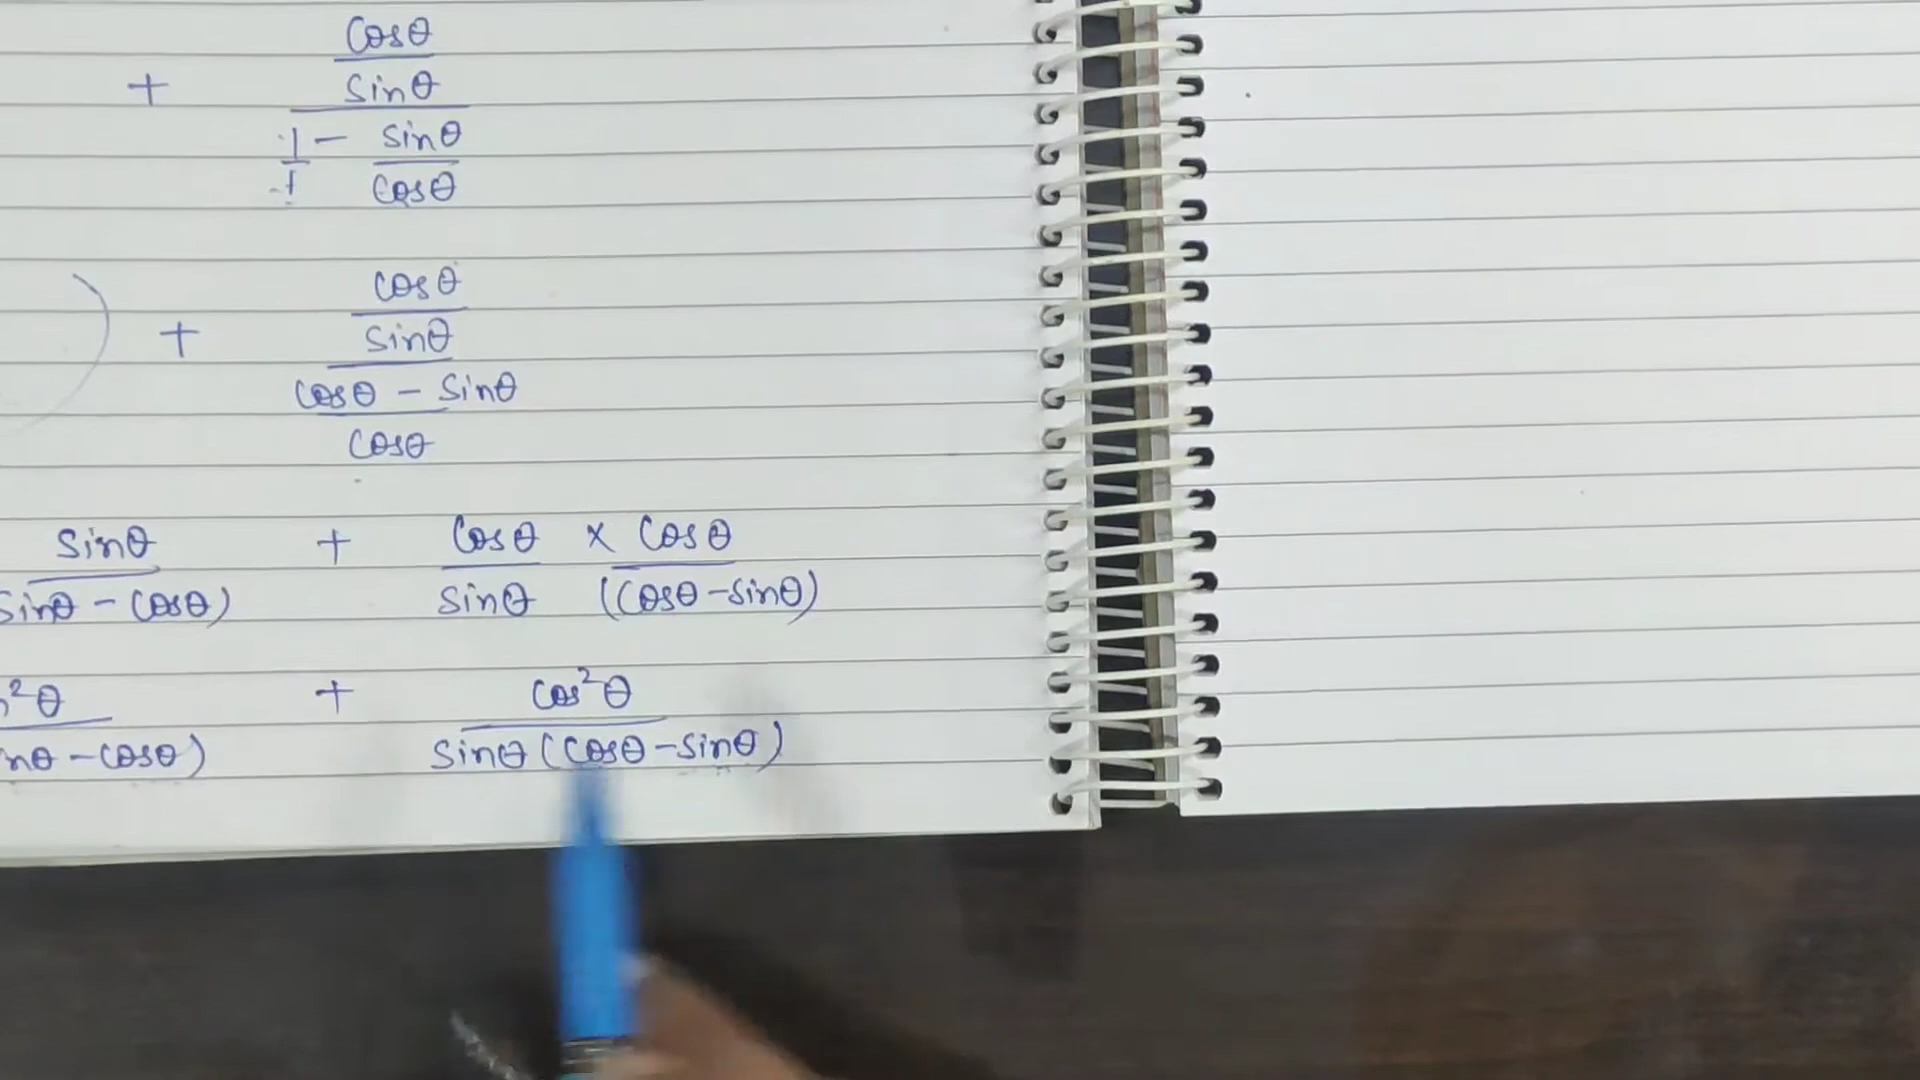 cosθ
+ sinθ
1 - sinθ
1 cosθ
cosθ
+ sinθ
cosθ - sinθ
cosθ
sinθ + cosθ × cosθ
sinθ - cosθ) sinθ (cosθ - sinθ)
²θ + cos²θ
nθ - cosθ) sinθ (cosθ - sinθ)